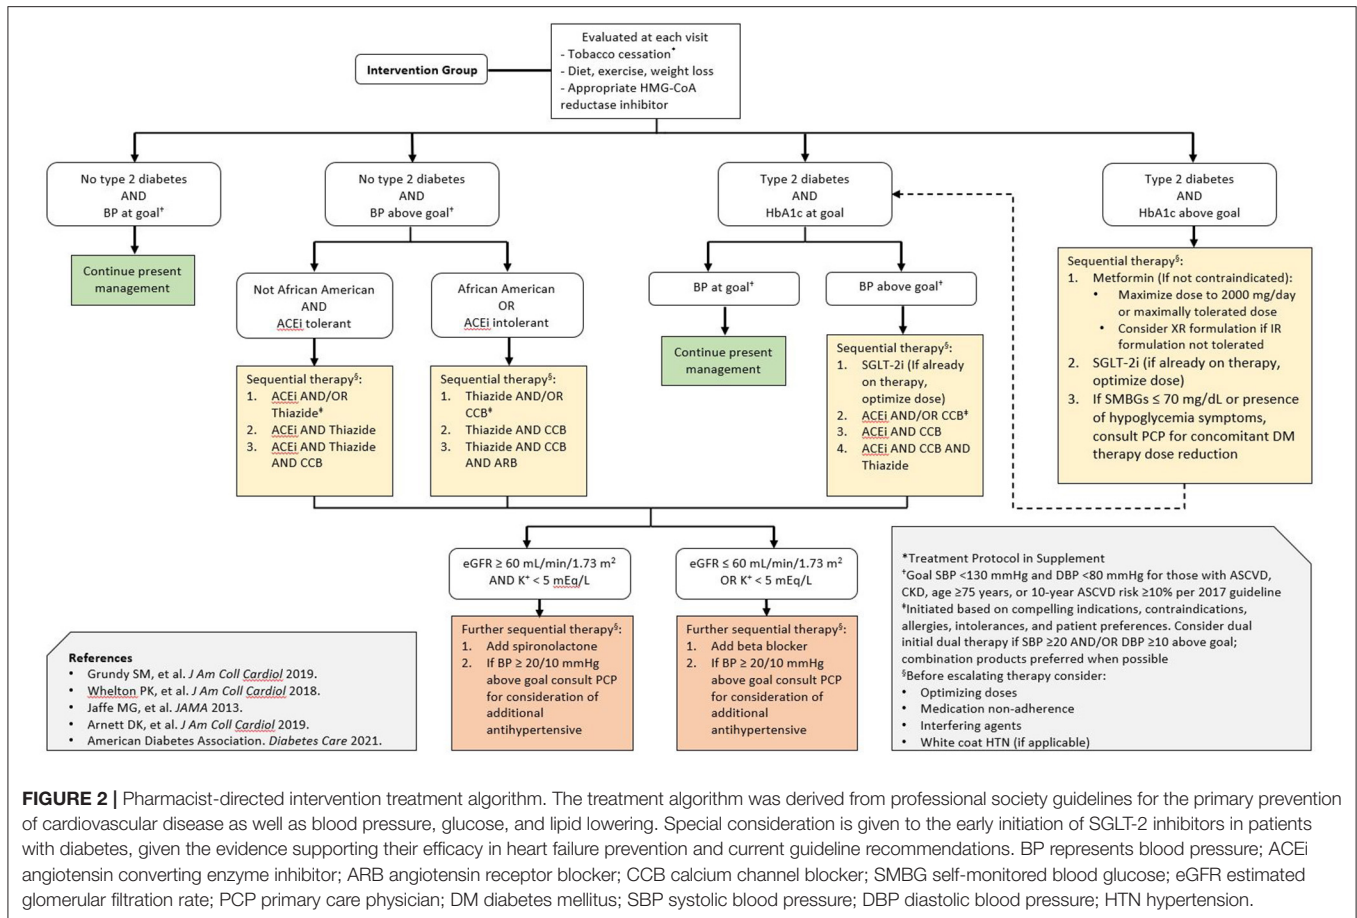 Intervention Group
Evaluated at each visit
- Tobacco cessation*
- Diet, exercise, weight loss
- Appropriate HMG-CoA
reductase inhibitor
No type 2 diabetes
AND
BP at goal†
No type 2 diabetes
AND
BP above goal†
Type 2 diabetes
AND
HbA1c at goal
Type 2 diabetes
AND
HbA1c above goal
Continue present
management
Not African American
AND
ACEi tolerant
African American
OR
ACEi intolerant
BP at goal†
BP above goal†
Sequential therapy§:
1. Metformin (If not contraindicated):
• Maximize dose to 2000 mg/day
or maximally tolerated dose
• Consider XR formulation if IR
formulation not tolerated
2. SGLT-2i (if already on therapy,
optimize dose)
3. If SMBGs ≤ 70 mg/dL or presence
of hypoglycemia symptoms,
consult PCP for concomitant DM
therapy dose reduction
Sequential therapy§:
1. ACEi AND/OR
Thiazide‡
2. ACEi AND Thiazide
3. ACEi AND Thiazide
AND CCB
Sequential therapy§:
1. Thiazide AND/OR
CCB‡
2. Thiazide AND CCB
3. Thiazide AND CCB
AND ARB
Continue present
management
Sequential therapy§:
1. SGLT-2i (If already
on therapy,
optimize dose)
2. ACEi AND/OR CCB‡
3. ACEi AND CCB
4. ACEi AND CCB AND
Thiazide
eGFR ≥ 60 mL/min/1.73 m²
AND K⁺ < 5 mEq/L
eGFR ≤ 60 mL/min/1.73 m²
OR K⁺ < 5 mEq/L
Further sequential therapy§:
1. Add spironolactone
2. If BP ≥ 20/10 mmHg
above goal consult PCP
for consideration of
additional
antihypertensive
Further sequential therapy§:
1. Add beta blocker
2. If BP ≥ 20/10 mmHg
above goal consult PCP
for consideration of
additional
antihypertensive
References
• Grundy SM, et al. J Am Coll Cardiol 2019.
• Whelton PK, et al. J Am Coll Cardiol 2018.
• Jaffe MG, et al. JAMA 2013.
• Arnett DK, et al. J Am Coll Cardiol 2019.
• American Diabetes Association. Diabetes Care 2021.
*Treatment Protocol in Supplement
†Goal SBP <130 mmHg and DBP <80 mmHg for those with ASCVD,
CKD, age ≥75 years, or 10-year ASCVD risk ≥10% per 2017 guideline
‡Initiated based on compelling indications, contraindications,
allergies, intolerances, and patient preferences. Consider dual
initial dual therapy if SBP ≥20 AND/OR DBP ≥10 above goal;
combination products preferred when possible
§Before escalating therapy consider:
• Optimizing doses
• Medication non-adherence
• Interfering agents
• White coat HTN (if applicable)
FIGURE 2 | Pharmacist-directed intervention treatment algorithm. The treatment algorithm was derived from professional society guidelines for the primary prevention
of cardiovascular disease as well as blood pressure, glucose, and lipid lowering. Special consideration is given to the early initiation of SGLT-2 inhibitors in patients
with diabetes, given the evidence supporting their efficacy in heart failure prevention and current guideline recommendations. BP represents blood pressure; ACEi
angiotensin converting enzyme inhibitor; ARB angiotensin receptor blocker; CCB calcium channel blocker; SMBG self-monitored blood glucose; eGFR estimated
glomerular filtration rate; PCP primary care physician; DM diabetes mellitus; SBP systolic blood pressure; DBP diastolic blood pressure; HTN hypertension.